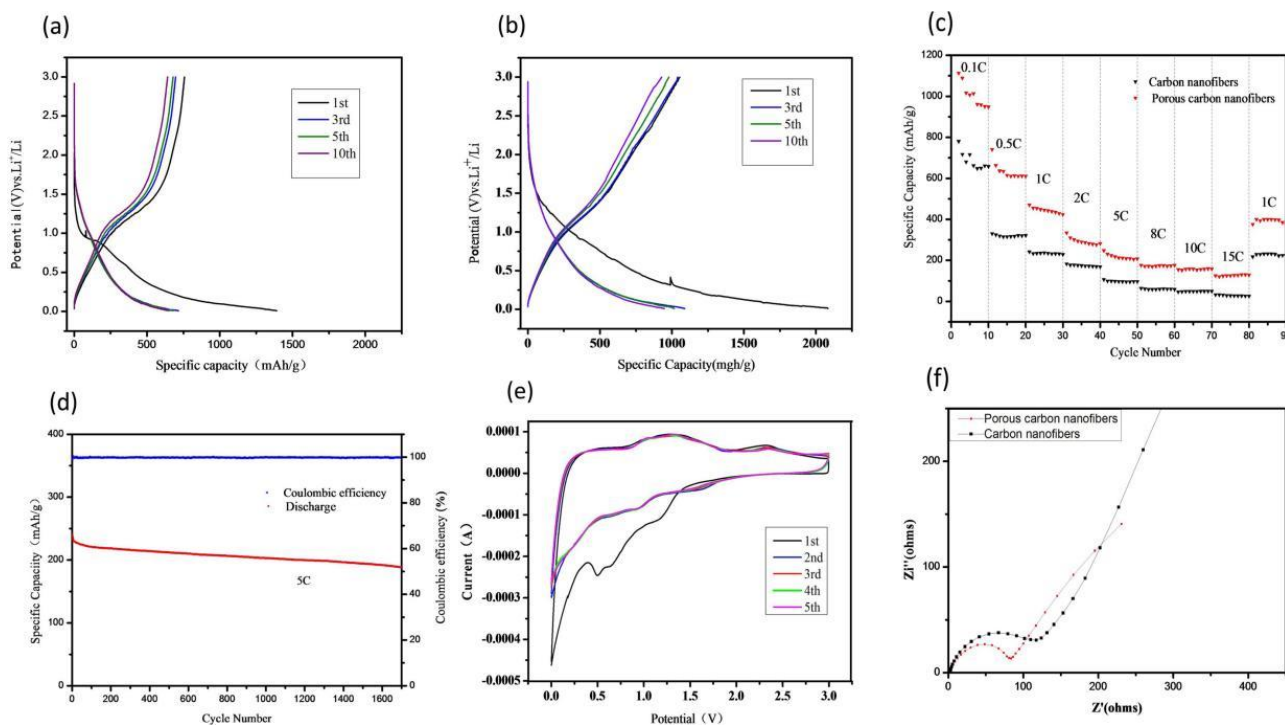 (a)
Potential(V)vs.Li⁺/Li
3.0
2.5
2.0
1.5
1.0
0.5
0.0
1st
3rd
5th
10th
0
500
1000
1500
2000
Specific capacity（mAh/g）
(b)
Potential (V)vs.Li⁺/Li
3.0
2.5
2.0
1.5
1.0
0.5
0.0
1st
3rd
5th
10th
0
500
1000
1500
2000
Specific Capacity(mgh/g)
(c)
Specific Capacity (mAh/g)
1200
1000
800
600
400
200
0
0.1C
0.5C
1C
2C
5C
8C
10C
15C
1C
Carbon nanofibers
Porous carbon nanofibers
0
10
20
30
40
50
60
70
80
90
Cycle Number
(d)
Specific Capacity（mAh/g）
400
350
300
250
200
150
100
50
0
Coulombic efficiency
Discharge
5C
Coulombic efficiency (%)
100
80
60
40
20
0
0
200
400
600
800
1000
1200
1400
1600
Cycle Number
(e)
Current (A)
0.0001
0.0000
-0.0001
-0.0002
-0.0003
-0.0004
-0.0005
1st
2nd
3rd
4th
5th
0.0
0.5
1.0
1.5
2.0
2.5
3.0
Potential (V)
(f)
Zi''(ohms)
200
100
0
Porous carbon nanofibers
Carbon nanofibers
0
100
200
300
400
Z'(ohms)